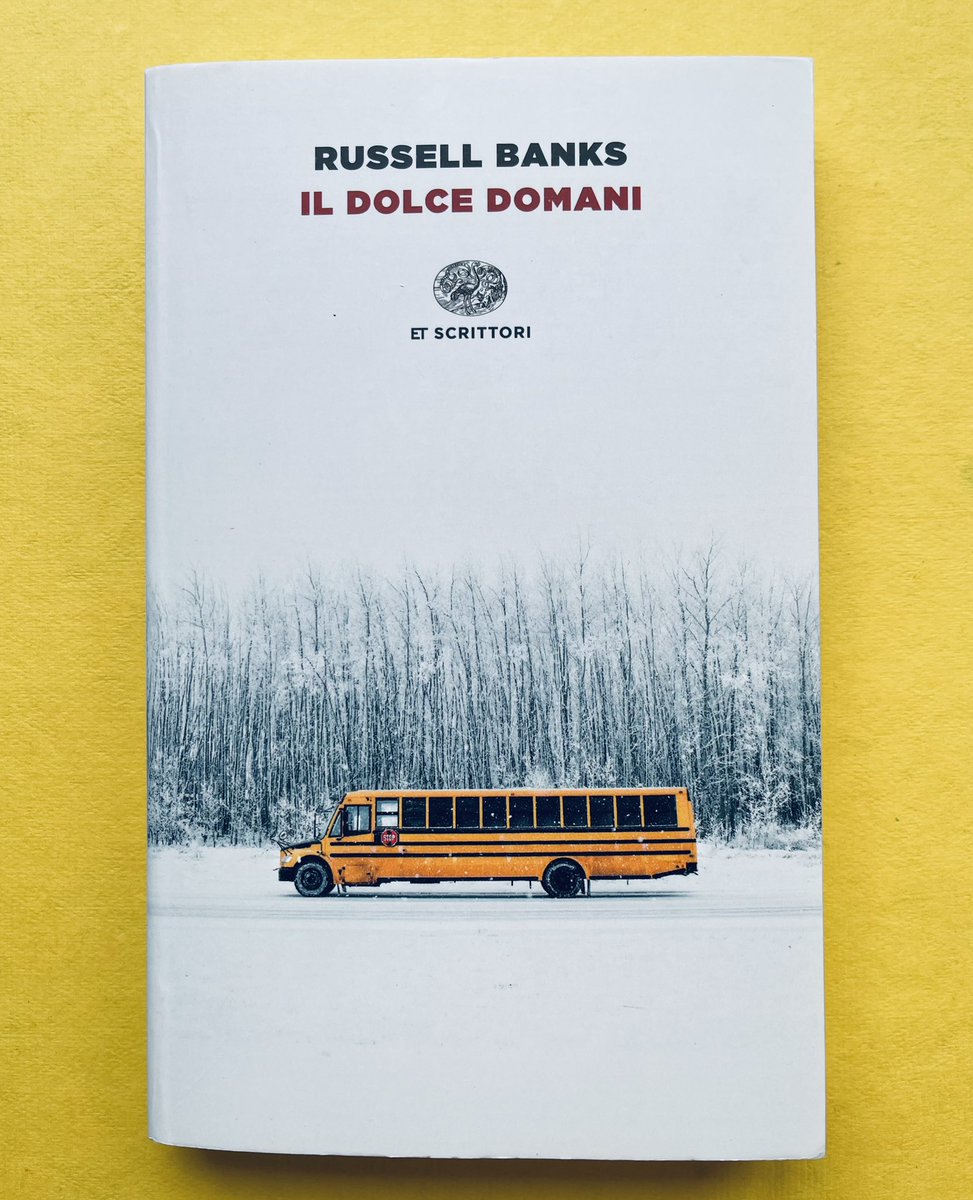 RUSSELL BANKS
IL DOLCE DOMANI
ET SCRITTORI
STOP